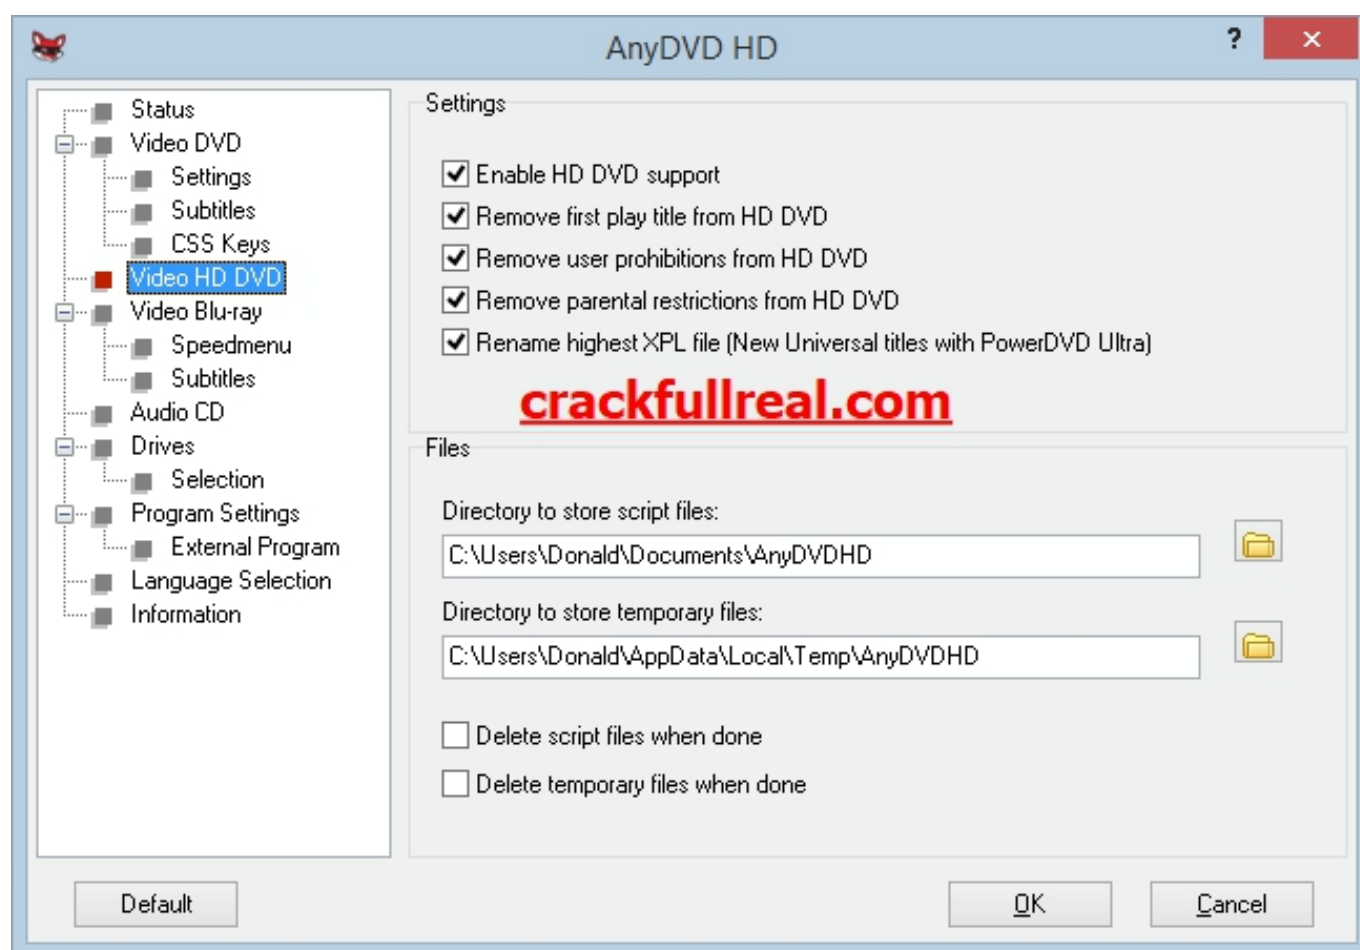 AnyDVD HD
?
Status
Video DVD
Settings
Subtitles
CSS Keys
Video HD DVD
Video Blu-ray
Speedmenu
Subtitles
Audio CD
Drives
Selection
Program Settings
External Program
Language Selection
Information
Settings
Enable HD DVD support
Remove first play title from HD DVD
Remove user prohibitions from HD DVD
Remove parental restrictions from HD DVD
Rename highest XPL file (New Universal titles with PowerDVD Ultra)
crackfullreal.com
Files
Directory to store script files:
C:\Users\Donald\Documents\AnyDVDHD
Directory to store temporary files:
C:\Users\Donald\AppData\Local\Temp\AnyDVDHD
Delete script files when done
Delete temporary files when done
Default
OK
Cancel